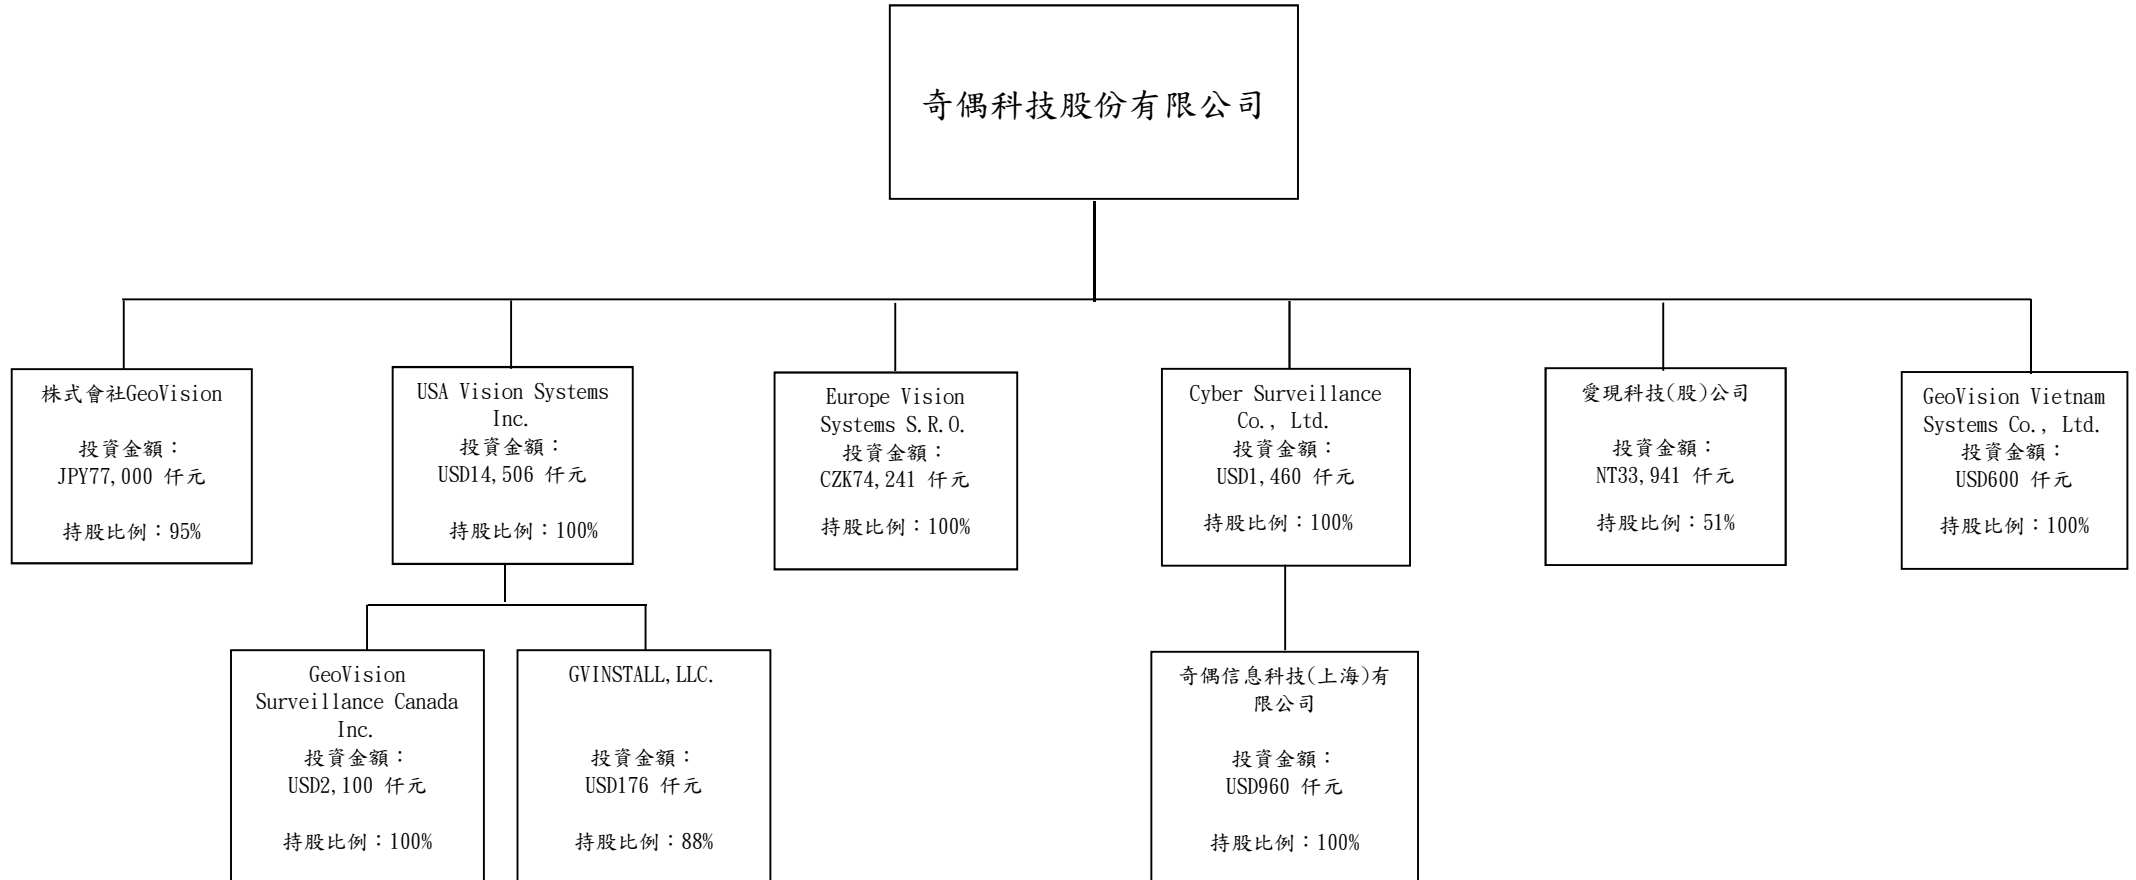 奇偶科技股份有限公司
株式會社GeoVision
投資金額：
JPY77,000 仟元
持股比例：95%
USA Vision Systems
Inc.
投資金額：
USD14,506 仟元
持股比例：100%
Europe Vision
Systems S.R.O.
投資金額：
CZK74,241 仟元
持股比例：100%
Cyber Surveillance
Co., Ltd.
投資金額：
USD1,460 仟元
持股比例：100%
愛現科技(股)公司
投資金額：
NT33,941 仟元
持股比例：51%
GeoVision Vietnam
Systems Co., Ltd.
投資金額：
USD600 仟元
持股比例：100%
GeoVision
Surveillance Canada
Inc.
投資金額：
USD2,100 仟元
持股比例：100%
GVINSTALL,LLC.
投資金額：
USD176 仟元
持股比例：88%
奇偶信息科技(上海)有
限公司
投資金額：
USD960 仟元
持股比例：100%